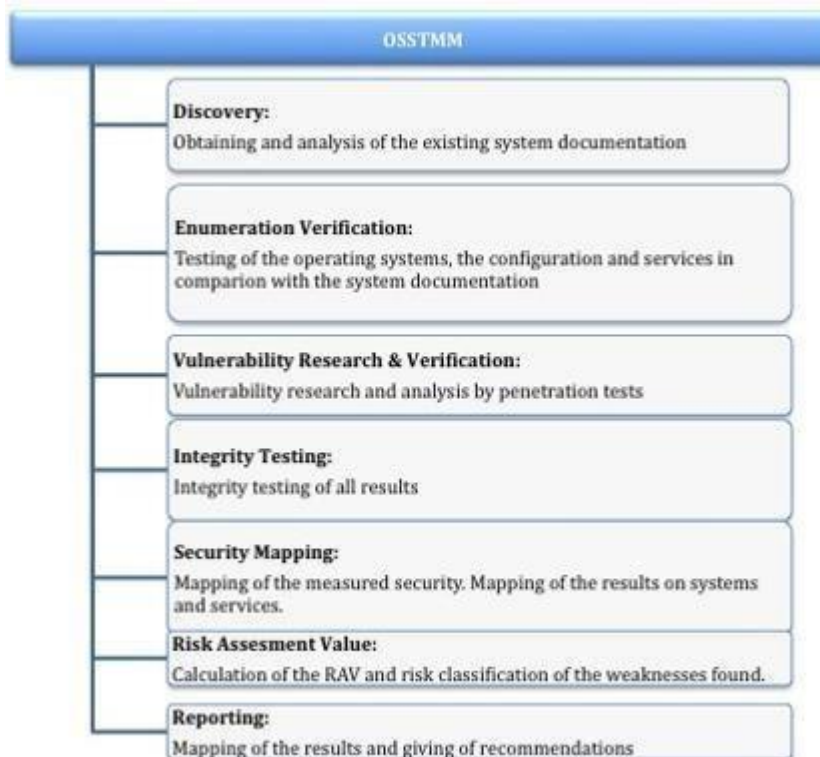 OSSTMM
Discovery:
Obtaining and analysis of the existing system documentation
Enumeration Verification:
Testing of the operating systems, the configuration and services in
comparion with the system documentation
Vulnerability Research & Verification:
Vulnerability research and analysis by penetration tests
Integrity Testing:
Integrity testing of all results
Security Mapping:
Mapping of the measured security. Mapping of the results on systems
and services.
Risk Assesment Value:
Calculation of the RAV and risk classification of the weaknesses found.
Reporting:
Mapping of the results and giving of recommendations